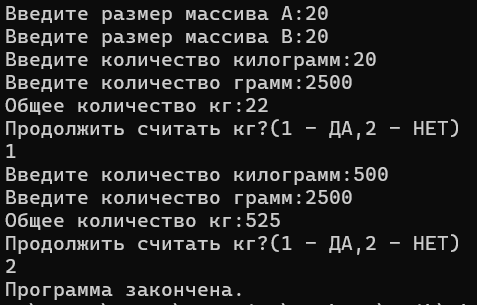 Введите размер массива A:20
Введите размер массива B:20
Введите количество килограмм:20
Введите количество грамм:2500
Общее количество кг:22
Продолжить считать кг?(1 - ДА,2 - НЕТ)
1
Введите количество килограмм:500
Введите количество грамм:2500
Общее количество кг:525
Продолжить считать кг?(1 - ДА,2 - НЕТ)
2
Программа закончена.